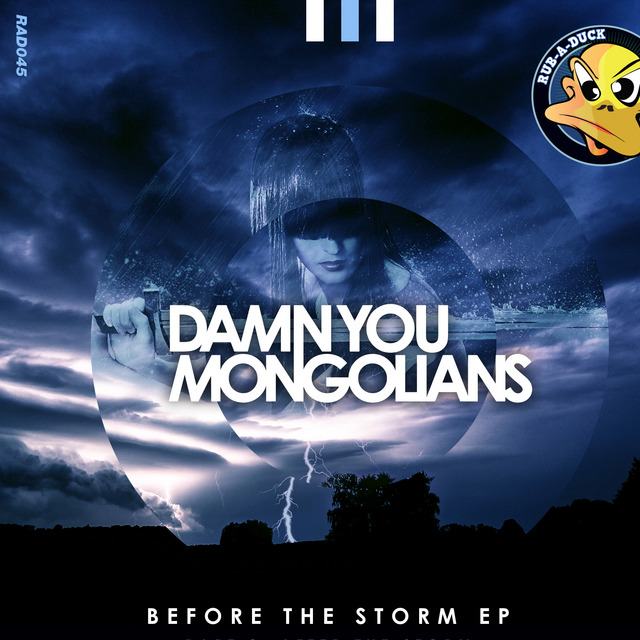 RAD045
RUB-A-DUCK
DAMN YOU
MONGOLIANS
BEFORE THE STORM EP